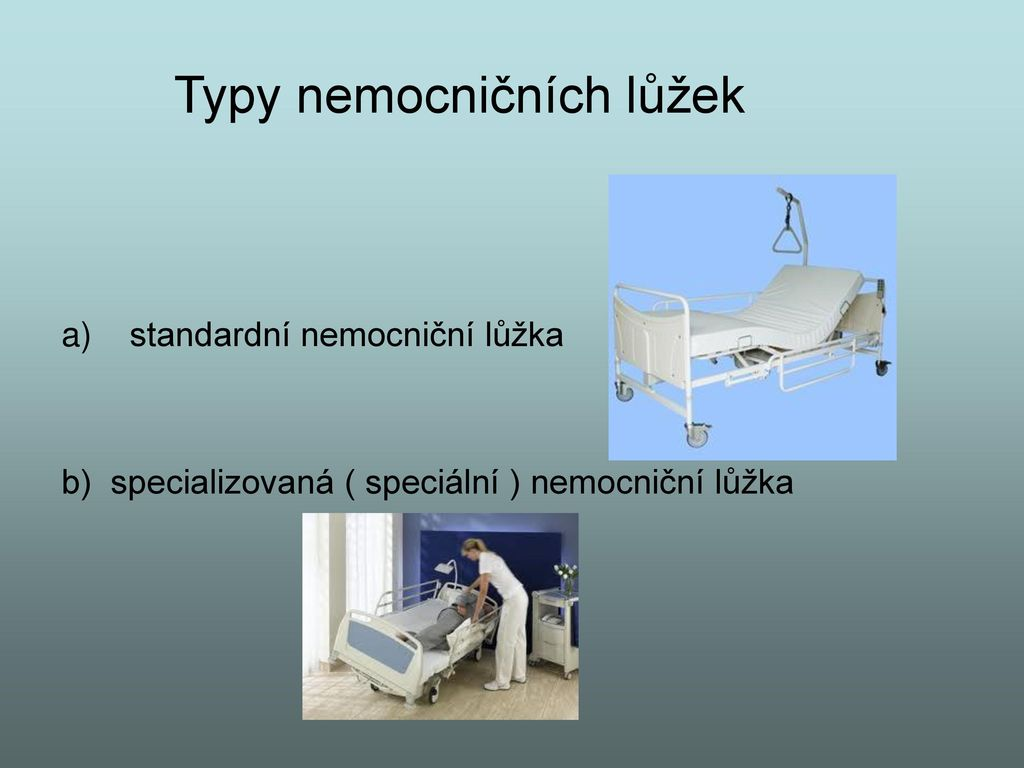 Typy nemocničních lůžek
a) standardní nemocniční lůžka
b) specializovaná ( speciální ) nemocniční lůžka